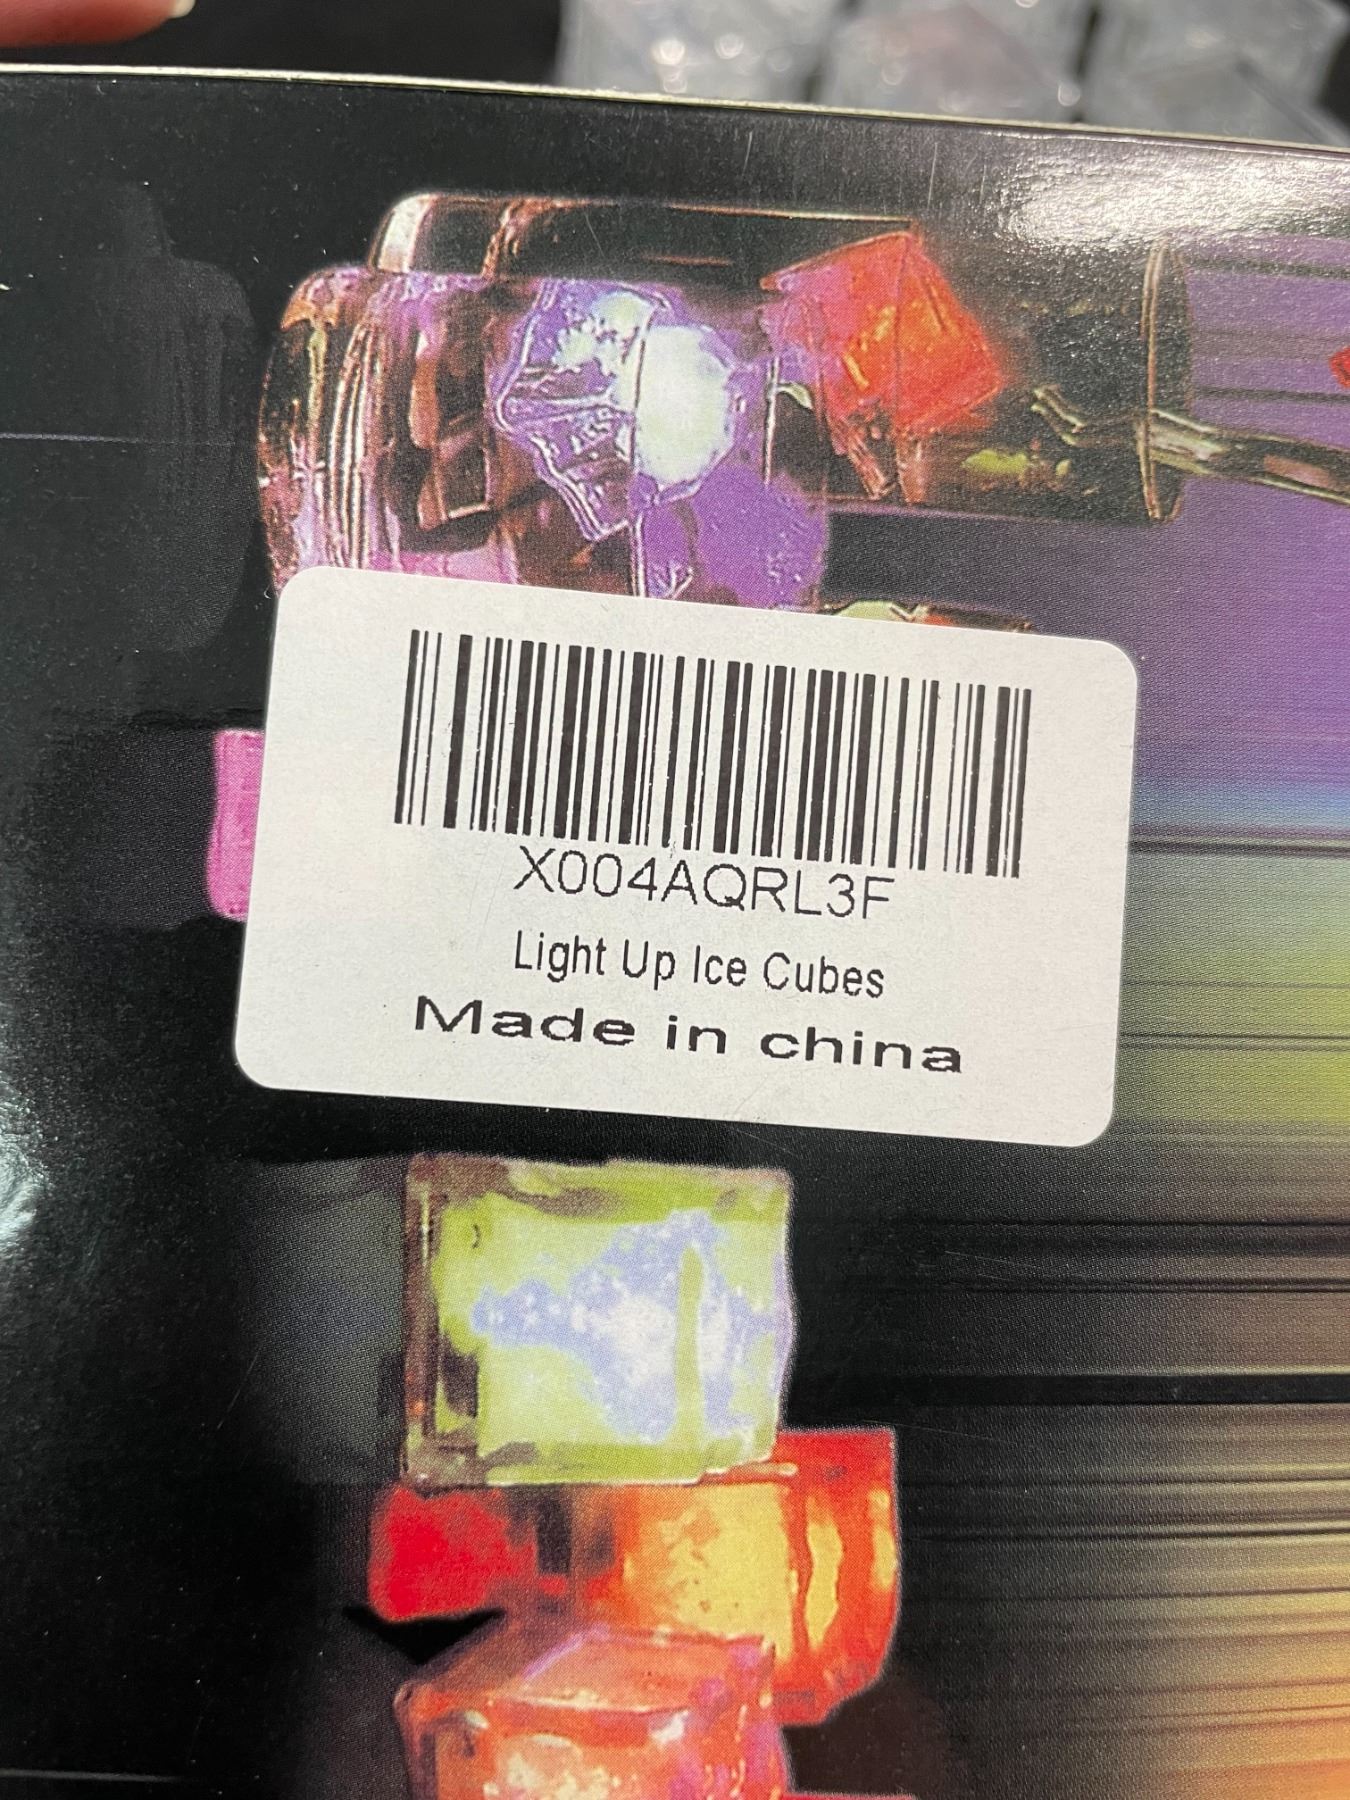 X004AQRL3F
Light Up Ice Cubes
Made in china